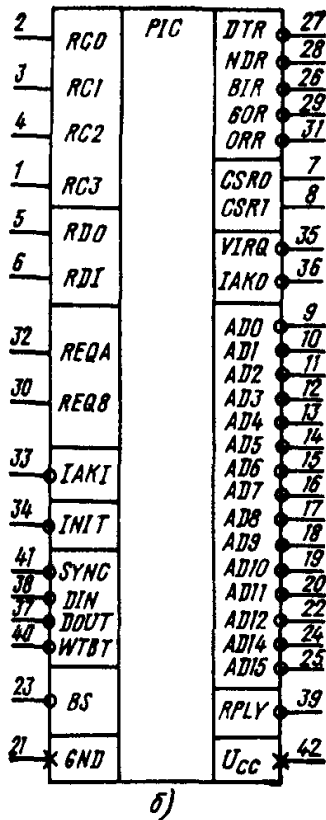 2 RC0 PIC DTR 27
NDR 28
3 RC1 BIR 26
4 RC2 BOR 29
ORR 31
1 RC3 CSR0 7
CSR1 8
5 RD0 VIRQ 35
6 RDI IAKO 36
32 REQA AD0 9
AD1 10
AD2 11
30 REQB AD3 12
AD4 13
33 IAKI AD5 14
AD6 15
AD7 16
34 INIT AD8 17
AD9 18
41 SYNC AD10 19
38 DIN AD11 20
37 DOUT AD12 22
40 WTBT AD14 24
AD15 25
23 BS RPLY 39
21 GND UCC 42
б)